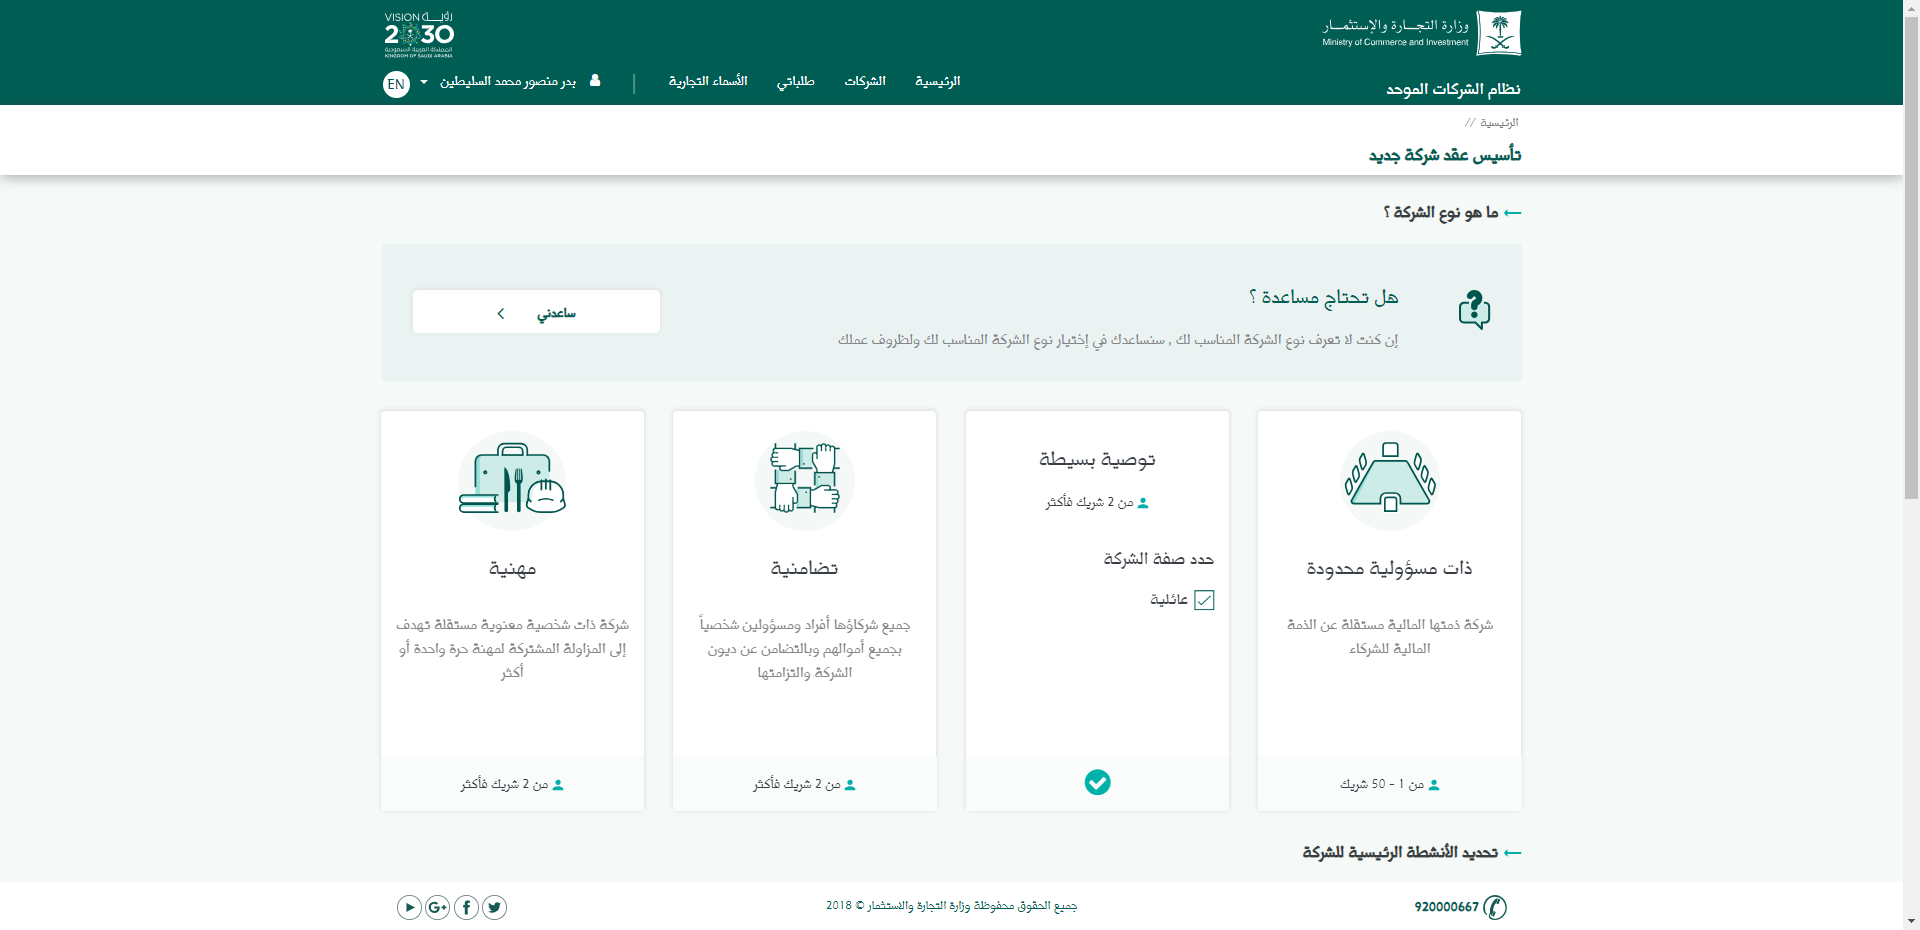 وزارة التجـــارة والإستثمـــار
Ministry of Commerce and Investment
VISION رؤيـــة
2030
المملكة العربية السعودية
KINGDOM OF SAUDI ARABIA
نظام الشركات الموحد
الرئيسية
الشركات
طلباتي
الأسماء التجارية
بدر منصور محمد السليطين
EN
الرئيسية //
تأسيس عقد شركة جديد
ما هو نوع الشركة ؟
هل تحتاج مساعدة ؟
إن كنت لا تعرف نوع الشركة المناسب لك , سنساعدك في إختيار نوع الشركة المناسب لك ولظروف عملك
ساعدني
ذات مسؤولية محدودة
شركة ذمتها المالية مستقلة عن الذمة
المالية للشركاء
من 1 - 50 شريك
توصية بسيطة
من 2 شريك فأكثر
حدد صفة الشركة
عائلية
تضامنية
جميع شركاؤها أفراد ومسؤولين شخصياً
بجميع أموالهم وبالتضامن عن ديون
الشركة والتزامتها
من 2 شريك فأكثر
مهنية
شركة ذات شخصية معنوية مستقلة تهدف
إلى المزاولة المشتركة لمهنة حرة واحدة أو
أكثر
من 2 شريك فأكثر
تحديد الأنشطة الرئيسية للشركة
920000667
جميع الحقوق محفوظة وزارة التجارة والاستثمار © 2018
G+